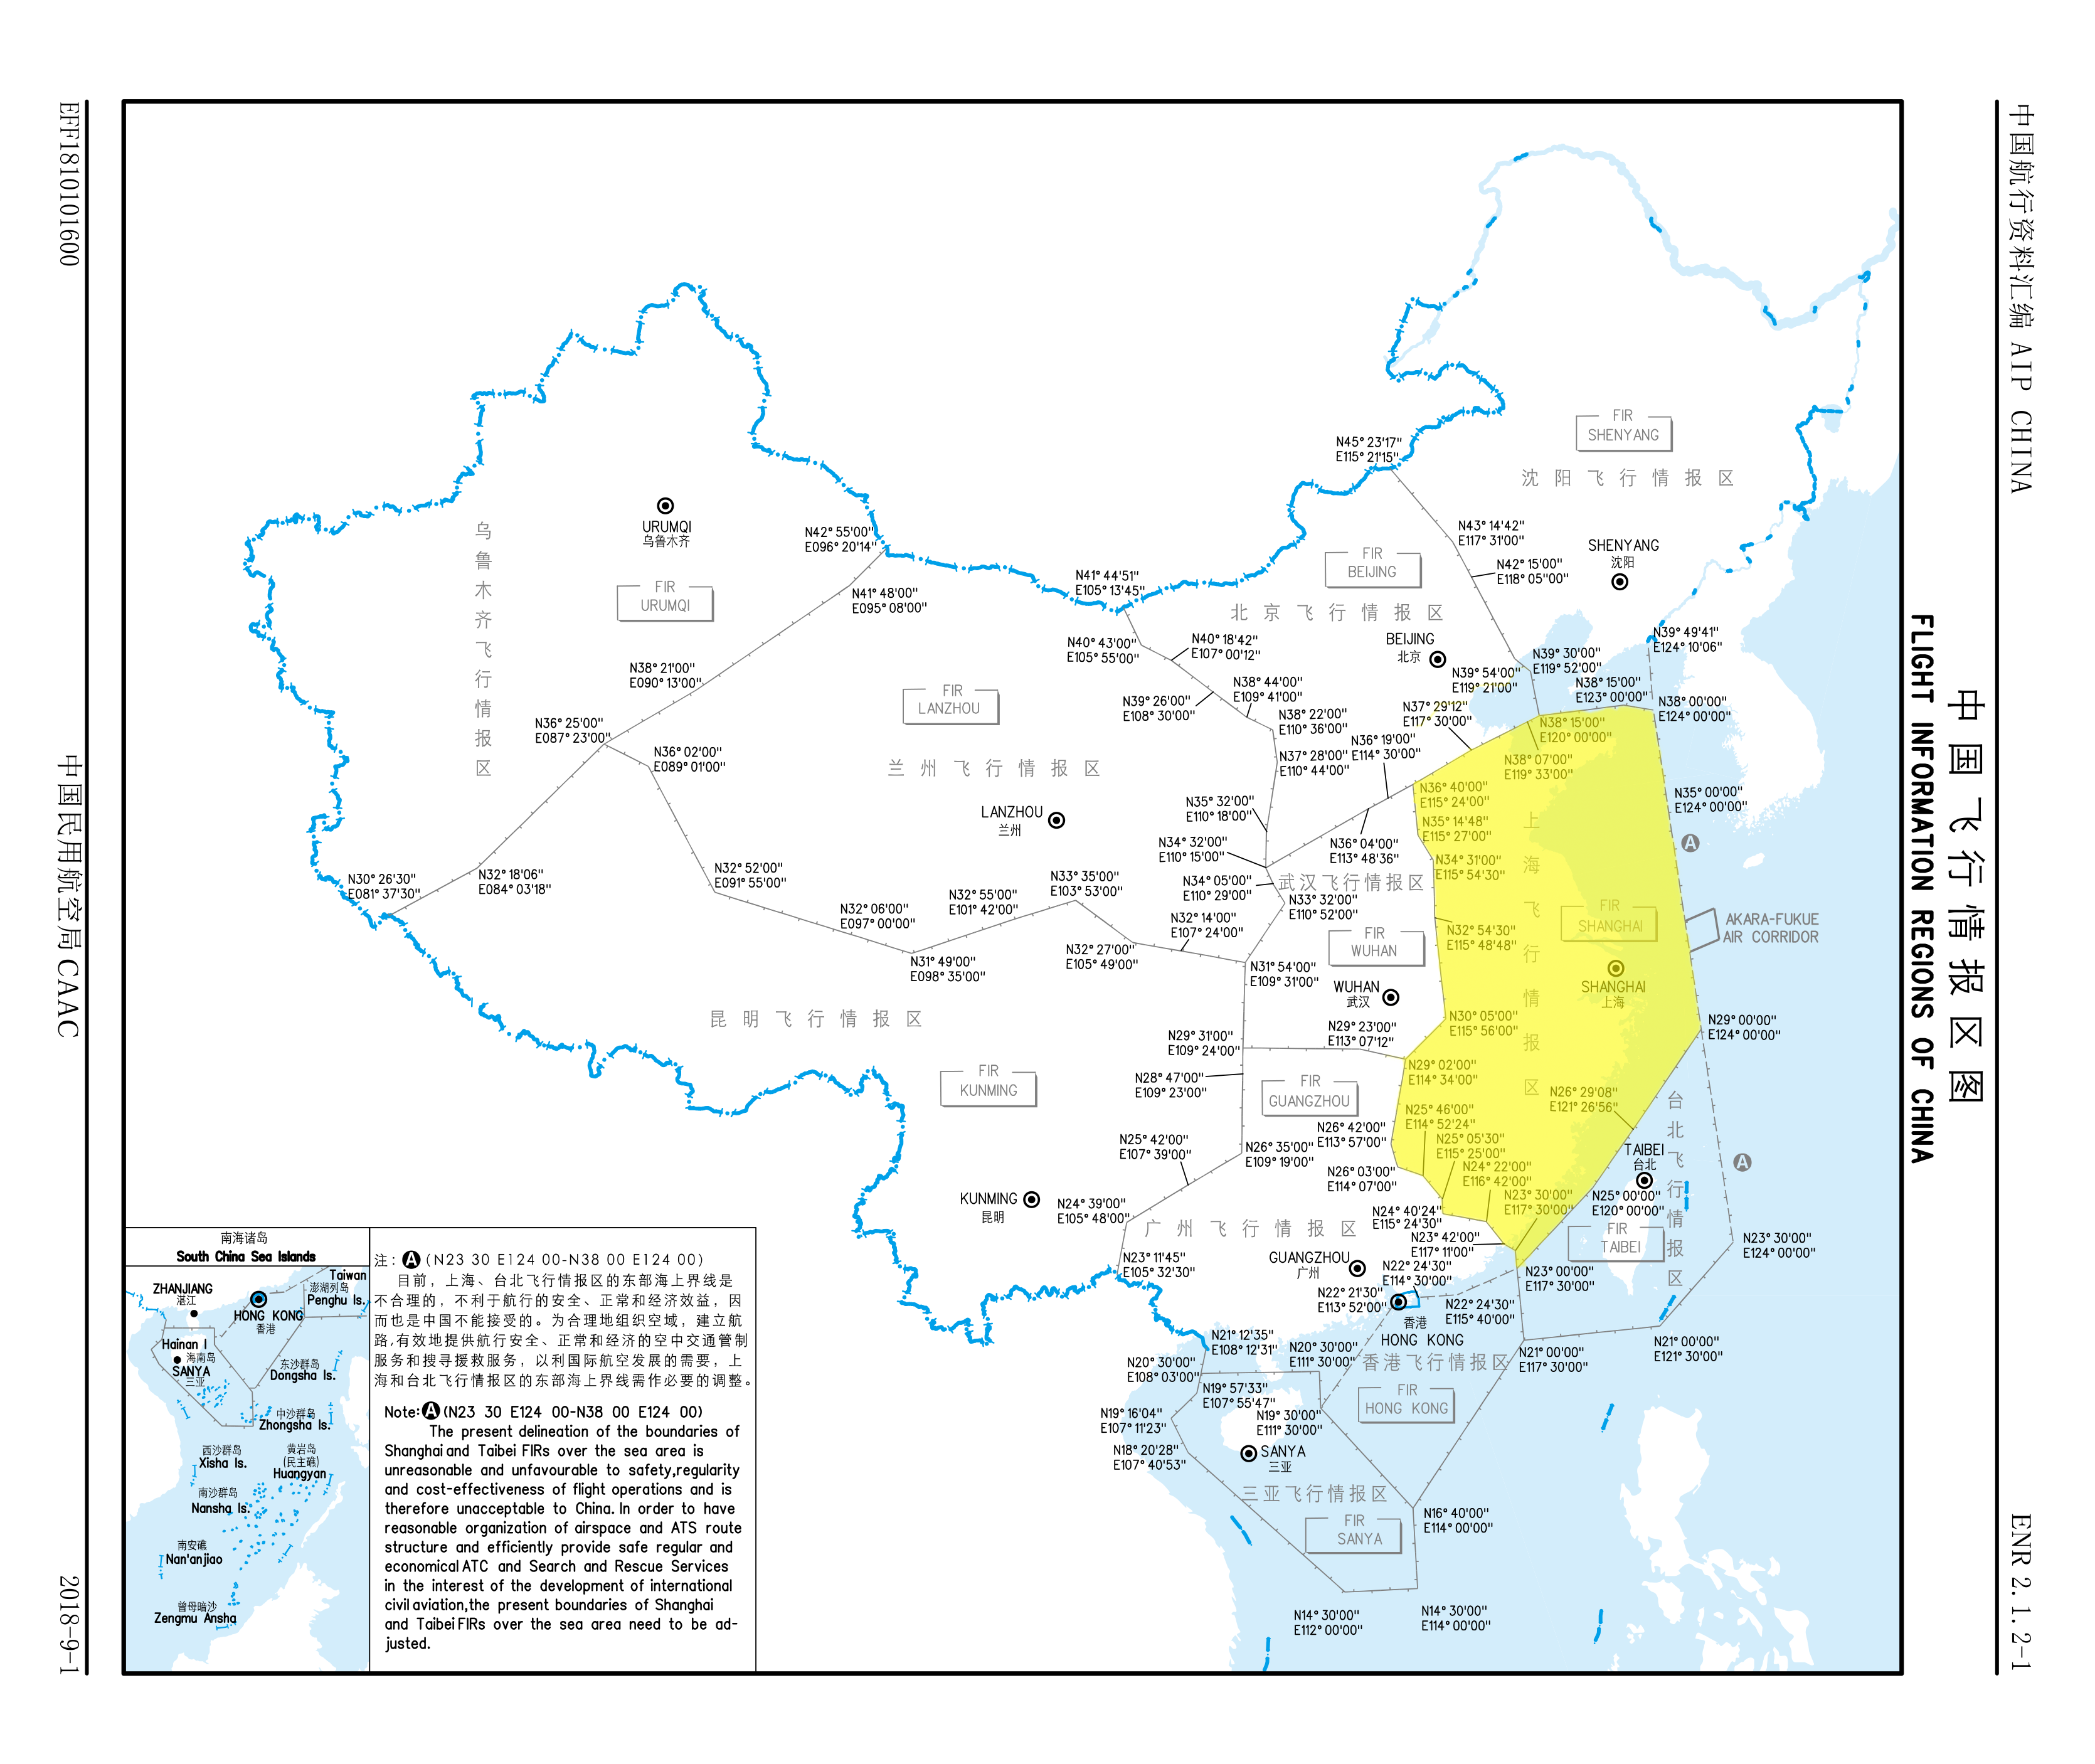 中国航行资料汇编 AIP CHINA
ENR 2.1.2-1
中国飞行情报区图
FLIGHT INFORMATION REGIONS OF CHINA
EFF1810101600
中国民用航空局CAAC
2018-9-1
FIR
SHENYANG
沈阳飞行情报区
N45° 23'17"
E115° 21'15"
URUMQI
乌鲁木齐
乌鲁木齐飞行情报区
N42° 55'00"
E096° 20'14"
N43° 14'42"
E117° 31'00"
SHENYANG
沈阳
FIR
BEIJING
N42° 15'00"
E118° 05'00"
FIR
URUMQI
N41° 44'51"
E105° 13'45"
N41° 48'00"
E095° 08'00"
北京飞行情报区
N40° 43'00"
E105° 55'00"
N40° 18'42"
E107° 00'12"
BEIJING
北京
N39° 49'41"
E124° 10'06"
N39° 30'00"
E119° 52'00"
N39° 54'00"
E119° 21'00"
N38° 21'00"
E090° 13'00"
FIR
LANZHOU
N39° 26'00"
E108° 30'00"
N38° 44'00"
E109° 41'00"
N38° 15'00"
E123° 00'00"
N38° 00'00"
E124° 00'00"
N37° 29'12"
E117° 30'00"
N36° 25'00"
E087° 23'00"
N38° 22'00"
E110° 36'00"
N38° 15'00"
E120° 00'00"
N36° 02'00"
E089° 01'00"
兰州飞行情报区
N37° 28'00"
E110° 44'00"
N36° 19'00"
E114° 30'00"
N38° 07'00"
E119° 33'00"
N36° 40'00"
E115° 24'00"
N35° 00'00"
E124° 00'00"
LANZHOU
兰州
N35° 32'00"
E110° 18'00"
N35° 14'48"
E115° 27'00"
上海飞行情报区
A
N34° 32'00"
E110° 15'00"
N36° 04'00"
E113° 48'36"
N34° 31'00"
E115° 54'30"
N30° 26'30"
E081° 37'30"
N32° 18'06"
E084° 03'18"
N32° 52'00"
E091° 55'00"
N33° 35'00"
E103° 53'00"
N34° 05'00"
E110° 29'00"
武汉飞行情报区
N32° 55'00"
E101° 42'00"
N33° 32'00"
E110° 52'00"
N32° 06'00"
E097° 00'00"
N32° 14'00"
E107° 24'00"
FIR
SHANGHAI
AKARA-FUKUE
AIR CORRIDOR
FIR
WUHAN
N32° 54'30"
E115° 48'48"
N32° 27'00"
E105° 49'00"
N31° 49'00"
E098° 35'00"
N31° 54'00"
E109° 31'00"
SHANGHAI
上海
WUHAN
武汉
昆明飞行情报区
N30° 05'00"
E115° 56'00"
N29° 00'00"
E124° 00'00"
N29° 31'00"
E109° 24'00"
N29° 23'00"
E113° 07'12"
FIR
KUNMING
N28° 47'00"
E109° 23'00"
FIR
GUANGZHOU
N29° 02'00"
E114° 34'00"
N26° 29'08"
E121° 26'56"
台北飞行情报区
N25° 46'00"
E114° 52'24"
N26° 42'00"
E113° 57'00"
N25° 05'30"
E115° 25'00"
N25° 42'00"
E107° 39'00"
N26° 35'00"
E109° 19'00"
N24° 22'00"
E116° 42'00"
TAIBEI
台北
A
N26° 03'00"
E114° 07'00"
N23° 30'00"
E117° 30'00"
N25° 00'00"
E120° 00'00"
KUNMING
昆明
N24° 39'00"
E105° 48'00"
N24° 40'24"
E115° 24'30"
广州飞行情报区
FIR
TAIBEI
N23° 42'00"
E117° 11'00"
N23° 30'00"
E124° 00'00"
N23° 11'45"
E105° 32'30"
GUANGZHOU
广州
N22° 24'30"
E114° 30'00"
N23° 00'00"
E117° 30'00"
N22° 21'30"
E113° 52'00"
N22° 24'30"
E115° 40'00"
香港
HONG KONG
N21° 12'35"
E108° 12'31"
N20° 30'00"
E111° 30'00"
香港飞行情报区
N21° 00'00"
E117° 30'00"
N21° 00'00"
E121° 30'00"
N20° 30'00"
E108° 03'00"
N19° 57'33"
E107° 55'47"
FIR
HONG KONG
N19° 16'04"
E107° 11'23"
N19° 30'00"
E111° 30'00"
N18° 20'28"
E107° 40'53"
SANYA
三亚
三亚飞行情报区
N16° 40'00"
E114° 00'00"
FIR
SANYA
N14° 30'00"
E112° 00'00"
N14° 30'00"
E114° 00'00"
南海诸岛
South China Sea Islands
Taiwan
ZHANJIANG
湛江
澎湖列岛
Penghu Is.
HONG KONG
香港
Hainan I
海南岛
SANYA
三亚
东沙群岛
Dongsha Is.
中沙群岛
Zhongsha Is.
西沙群岛
Xisha Is.
黄岩岛
(民主礁)
Huangyan
南沙群岛
Nansha Is.
南安礁
Nan'anjiao
曾母暗沙
Zengmu Ansha
注: A (N23 30 E124 00-N38 00 E124 00)
目前, 上海、台北飞行情报区的东部海上界线是
不合理的, 不利于航行的安全、正常和经济效益, 因
而也是中国不能接受的。为合理地组织空域, 建立航
路,有效地提供航行安全、正常和经济的空中交通管制
服务和搜寻援救服务, 以利国际航空发展的需要, 上
海和台北飞行情报区的东部海上界线需作必要的调整。
Note: A (N23 30 E124 00-N38 00 E124 00)
The present delineation of the boundaries of
Shanghai and Taibei FIRs over the sea area is
unreasonable and unfavourable to safety,regularity
and cost-effectiveness of flight operations and is
therefore unacceptable to China. In order to have
reasonable organization of airspace and ATS route
structure and efficiently provide safe regular and
economical ATC and Search and Rescue Services
in the interest of the development of international
civil aviation,the present boundaries of Shanghai
and Taibei FIRs over the sea area need to be ad-
justed.